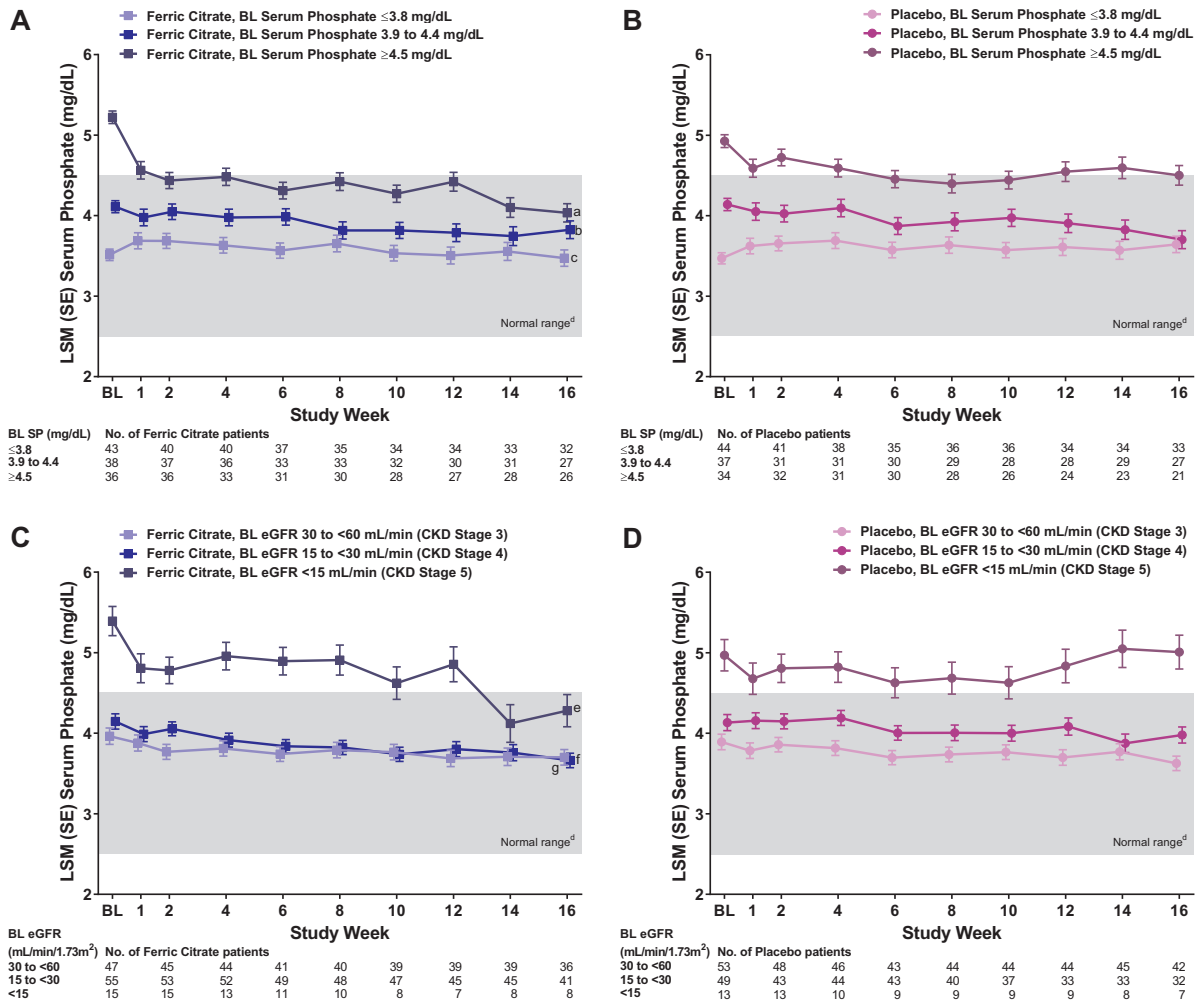 A
Ferric Citrate, BL Serum Phosphate ≤3.8 mg/dL
Ferric Citrate, BL Serum Phosphate 3.9 to 4.4 mg/dL
Ferric Citrate, BL Serum Phosphate ≥4.5 mg/dL
LSM (SE) Serum Phosphate (mg/dL)
6
5
4
3
2
a
b
c
Normal range^d
BL 1 2 4 6 8 10 12 14 16
Study Week
BL SP (mg/dL) No. of Ferric Citrate patients
≤3.8 43 40 40 37 35 34 34 33 32
3.9 to 4.4 38 37 36 33 33 32 30 31 27
≥4.5 36 36 33 31 30 28 27 28 26
B
Placebo, BL Serum Phosphate ≤3.8 mg/dL
Placebo, BL Serum Phosphate 3.9 to 4.4 mg/dL
Placebo, BL Serum Phosphate ≥4.5 mg/dL
LSM (SE) Serum Phosphate (mg/dL)
6
5
4
3
2
Normal range^d
BL 1 2 4 6 8 10 12 14 16
Study Week
BL SP (mg/dL) No. of Placebo patients
≤3.8 44 41 38 35 36 36 34 34 33
3.9 to 4.4 37 31 31 30 29 28 28 29 27
≥4.5 34 32 31 30 28 26 24 23 21
C
Ferric Citrate, BL eGFR 30 to <60 mL/min (CKD Stage 3)
Ferric Citrate, BL eGFR 15 to <30 mL/min (CKD Stage 4)
Ferric Citrate, BL eGFR <15 mL/min (CKD Stage 5)
LSM (SE) Serum Phosphate (mg/dL)
6
5
4
3
2
e
f
g
Normal range^d
BL 1 2 4 6 8 10 12 14 16
Study Week
BL eGFR
(mL/min/1.73m²) No. of Ferric Citrate patients
30 to <60 47 45 44 41 40 39 39 39 36
15 to <30 55 53 52 49 48 47 45 45 41
<15 15 15 13 11 10 8 7 8 8
D
Placebo, BL eGFR 30 to <60 mL/min (CKD Stage 3)
Placebo, BL eGFR 15 to <30 mL/min (CKD Stage 4)
Placebo, BL eGFR <15 mL/min (CKD Stage 5)
LSM (SE) Serum Phosphate (mg/dL)
6
5
4
3
2
Normal range^d
BL 1 2 4 6 8 10 12 14 16
Study Week
BL eGFR
(mL/min/1.73m²) No. of Placebo patients
30 to <60 53 48 46 43 44 44 44 45 42
15 to <30 49 43 44 43 40 37 33 33 32
<15 13 13 10 9 9 9 9 8 7